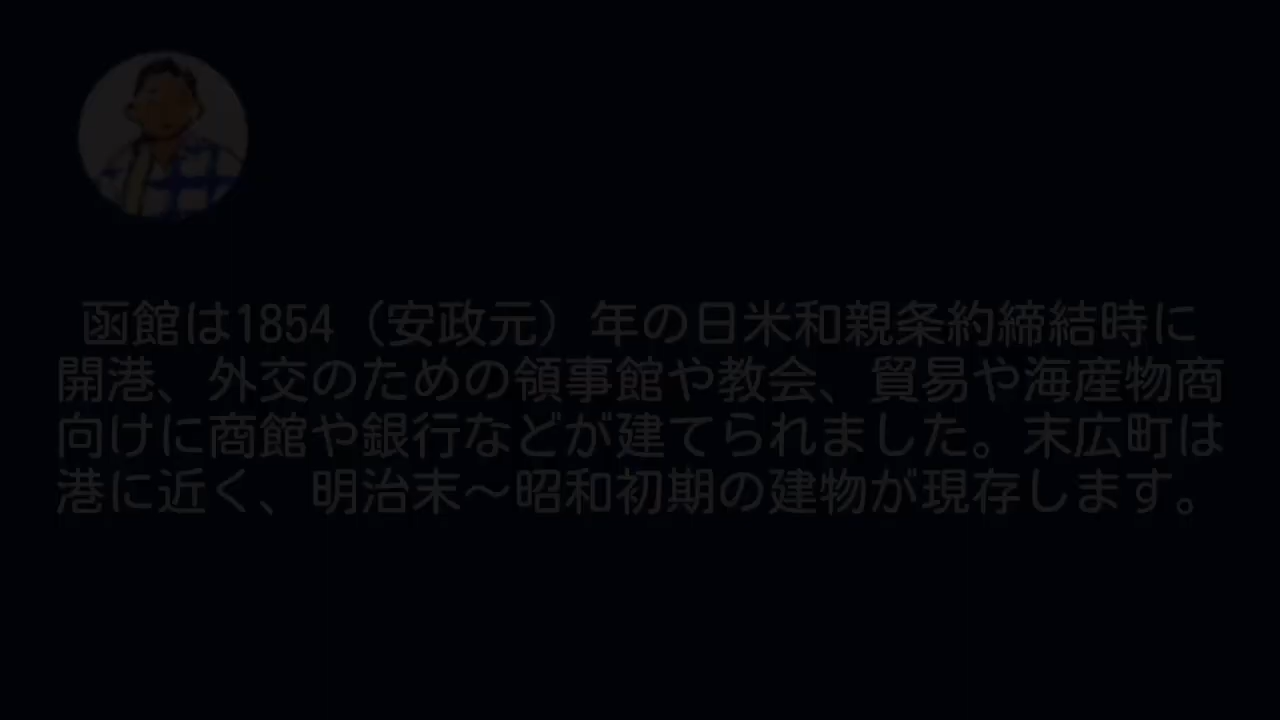 函館は1854（安政元）年の日米和親条約締結時に
開港、外交のための領事館や教会、貿易や海産物商
向けに商館や銀行などが建てられました。末広町は
港に近く、明治末～昭和初期の建物が現存します。